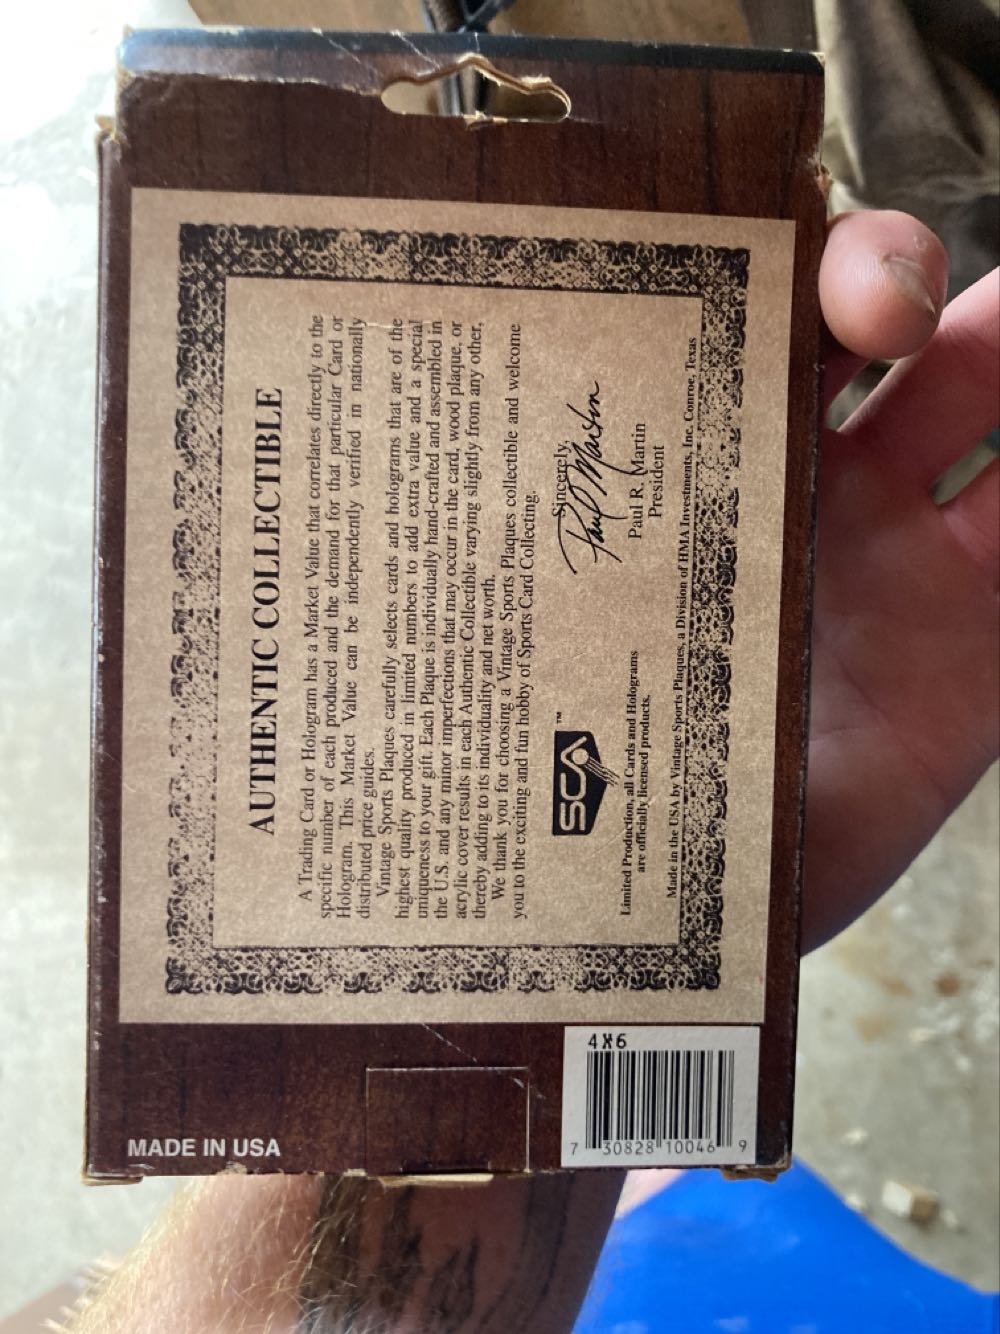 AUTHENTIC COLLECTIBLE
A Trading Card or Hologram has a Market Value that correlates directly to the
specific number of each produced and the demand for that particular Card or
Hologram. This Market Value can be independently verified in nationally
distributed price guides.
Vintage Sports Plaques carefully selects cards and holograms that are of the
highest quality produced in limited numbers to add extra value and a special
uniqueness to your gift. Each Plaque is individually hand-crafted and assembled in
the U.S. and any minor imperfections that may occur in the card, wood plaque, or
acrylic cover results in each Authentic Collectible varying slightly from any other,
thereby adding to its individuality and net worth.
We thank you for choosing a Vintage Sports Plaques collectible and welcome
you to the exciting and fun hobby of Sports Card Collecting.
Sincerely,
Paul Martin
Paul R. Martin
President
SCA™
Limited Production, all Cards and Holograms
are officially licensed products.
Made in the USA by Vintage Sports Plaques, a Division of HMA Investments, Inc. Conroe, Texas
MADE IN USA
4X6
7 30828 10046 9